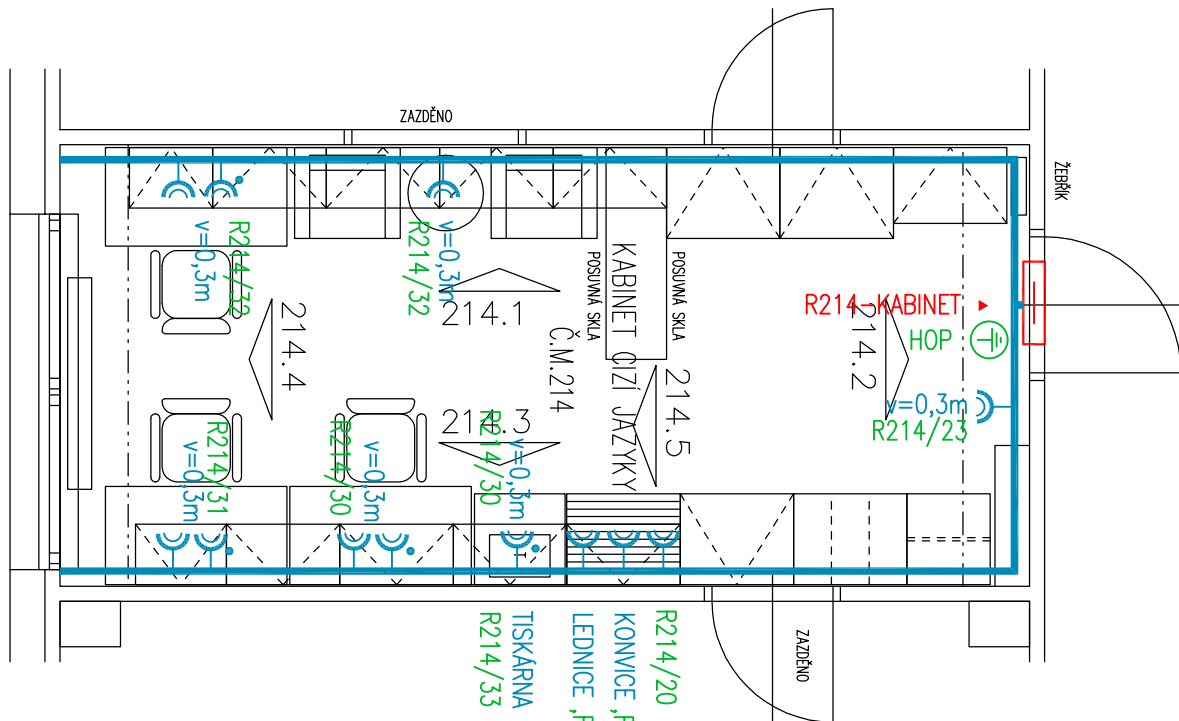 ZAZDĚNO
ŽEBŘÍK
R214/32
v=0,3m
R214/32
v=0,3m
POSUVNÁ SKLA
KABINET CIZÍ JAZYKY
Č.M.214
POSUVNÁ SKLA
214.1
214.4
214.2
214.3
214.5
R214-KABINET
HOP
v=0,3m
R214/23
R214/31
v=0,3m
R214/30
v=0,3m
R214/30
v=0,3m
TISKÁRNA
R214/33
R214/20
KONVICE ,
LEDNICE ,
ZAZDĚNO